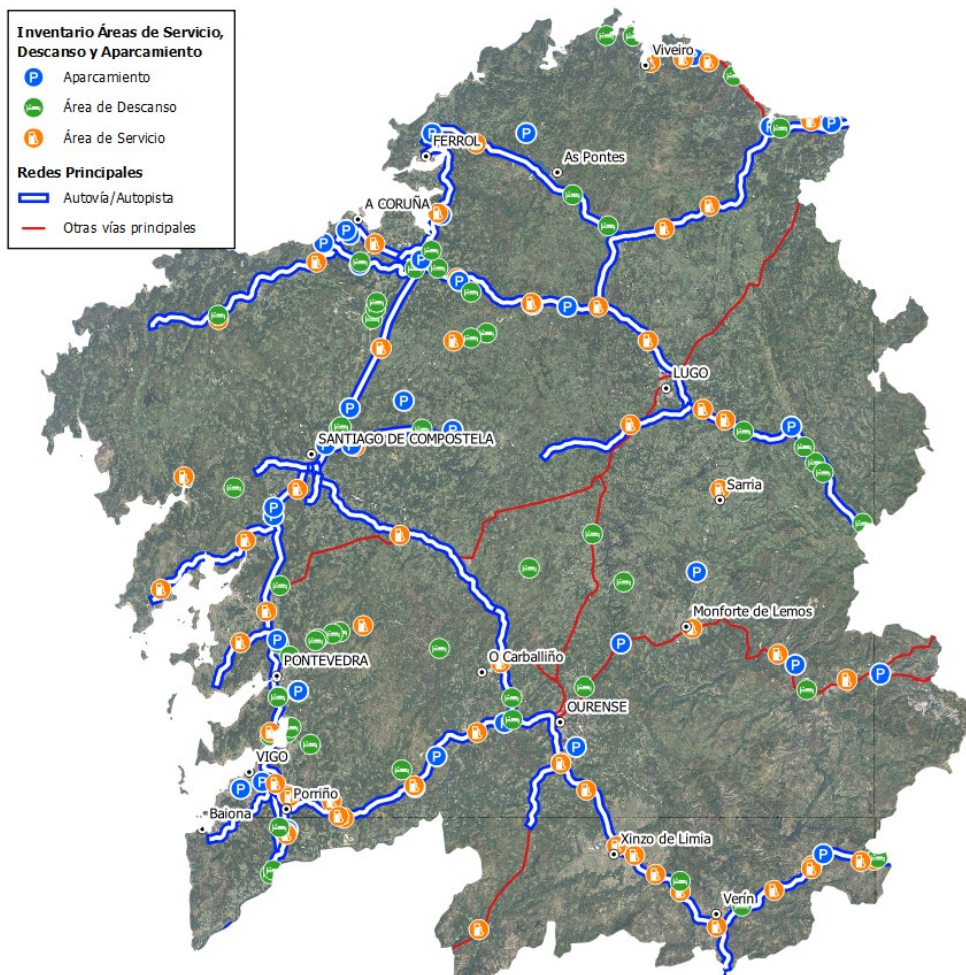 Inventario Áreas de Servicio,
Descanso y Aparcamiento
P Aparcamiento
Área de Descanso
Área de Servicio
Redes Principales
Autovía/Autopista
Otras vías principales
Viveiro
FERROL
As Pontes
A CORUÑA
LUGO
SANTIAGO DE COMPOSTELA
Sarria
Monforte de Lemos
PONTEVEDRA
O Carballiño
OURENSE
VIGO
Porriño
Baiona
Xinzo de Limia
Verín